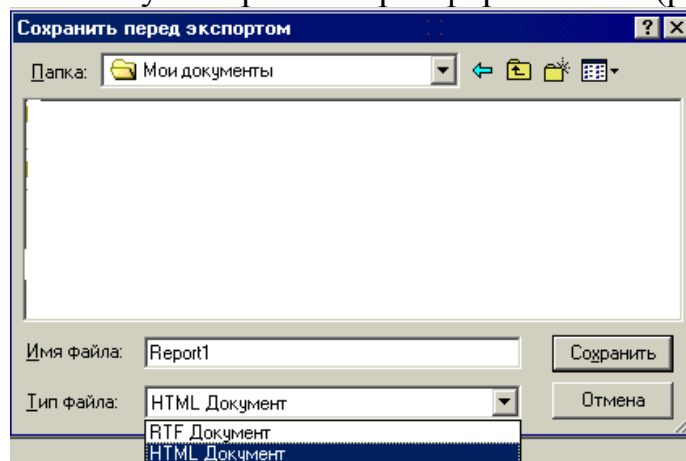 Сохранить перед экспортом
Папка: Мои документы
Имя файла: Report1 Сохранить
Тип файла: HTML Документ Отмена
RTF Документ
HTML Документ